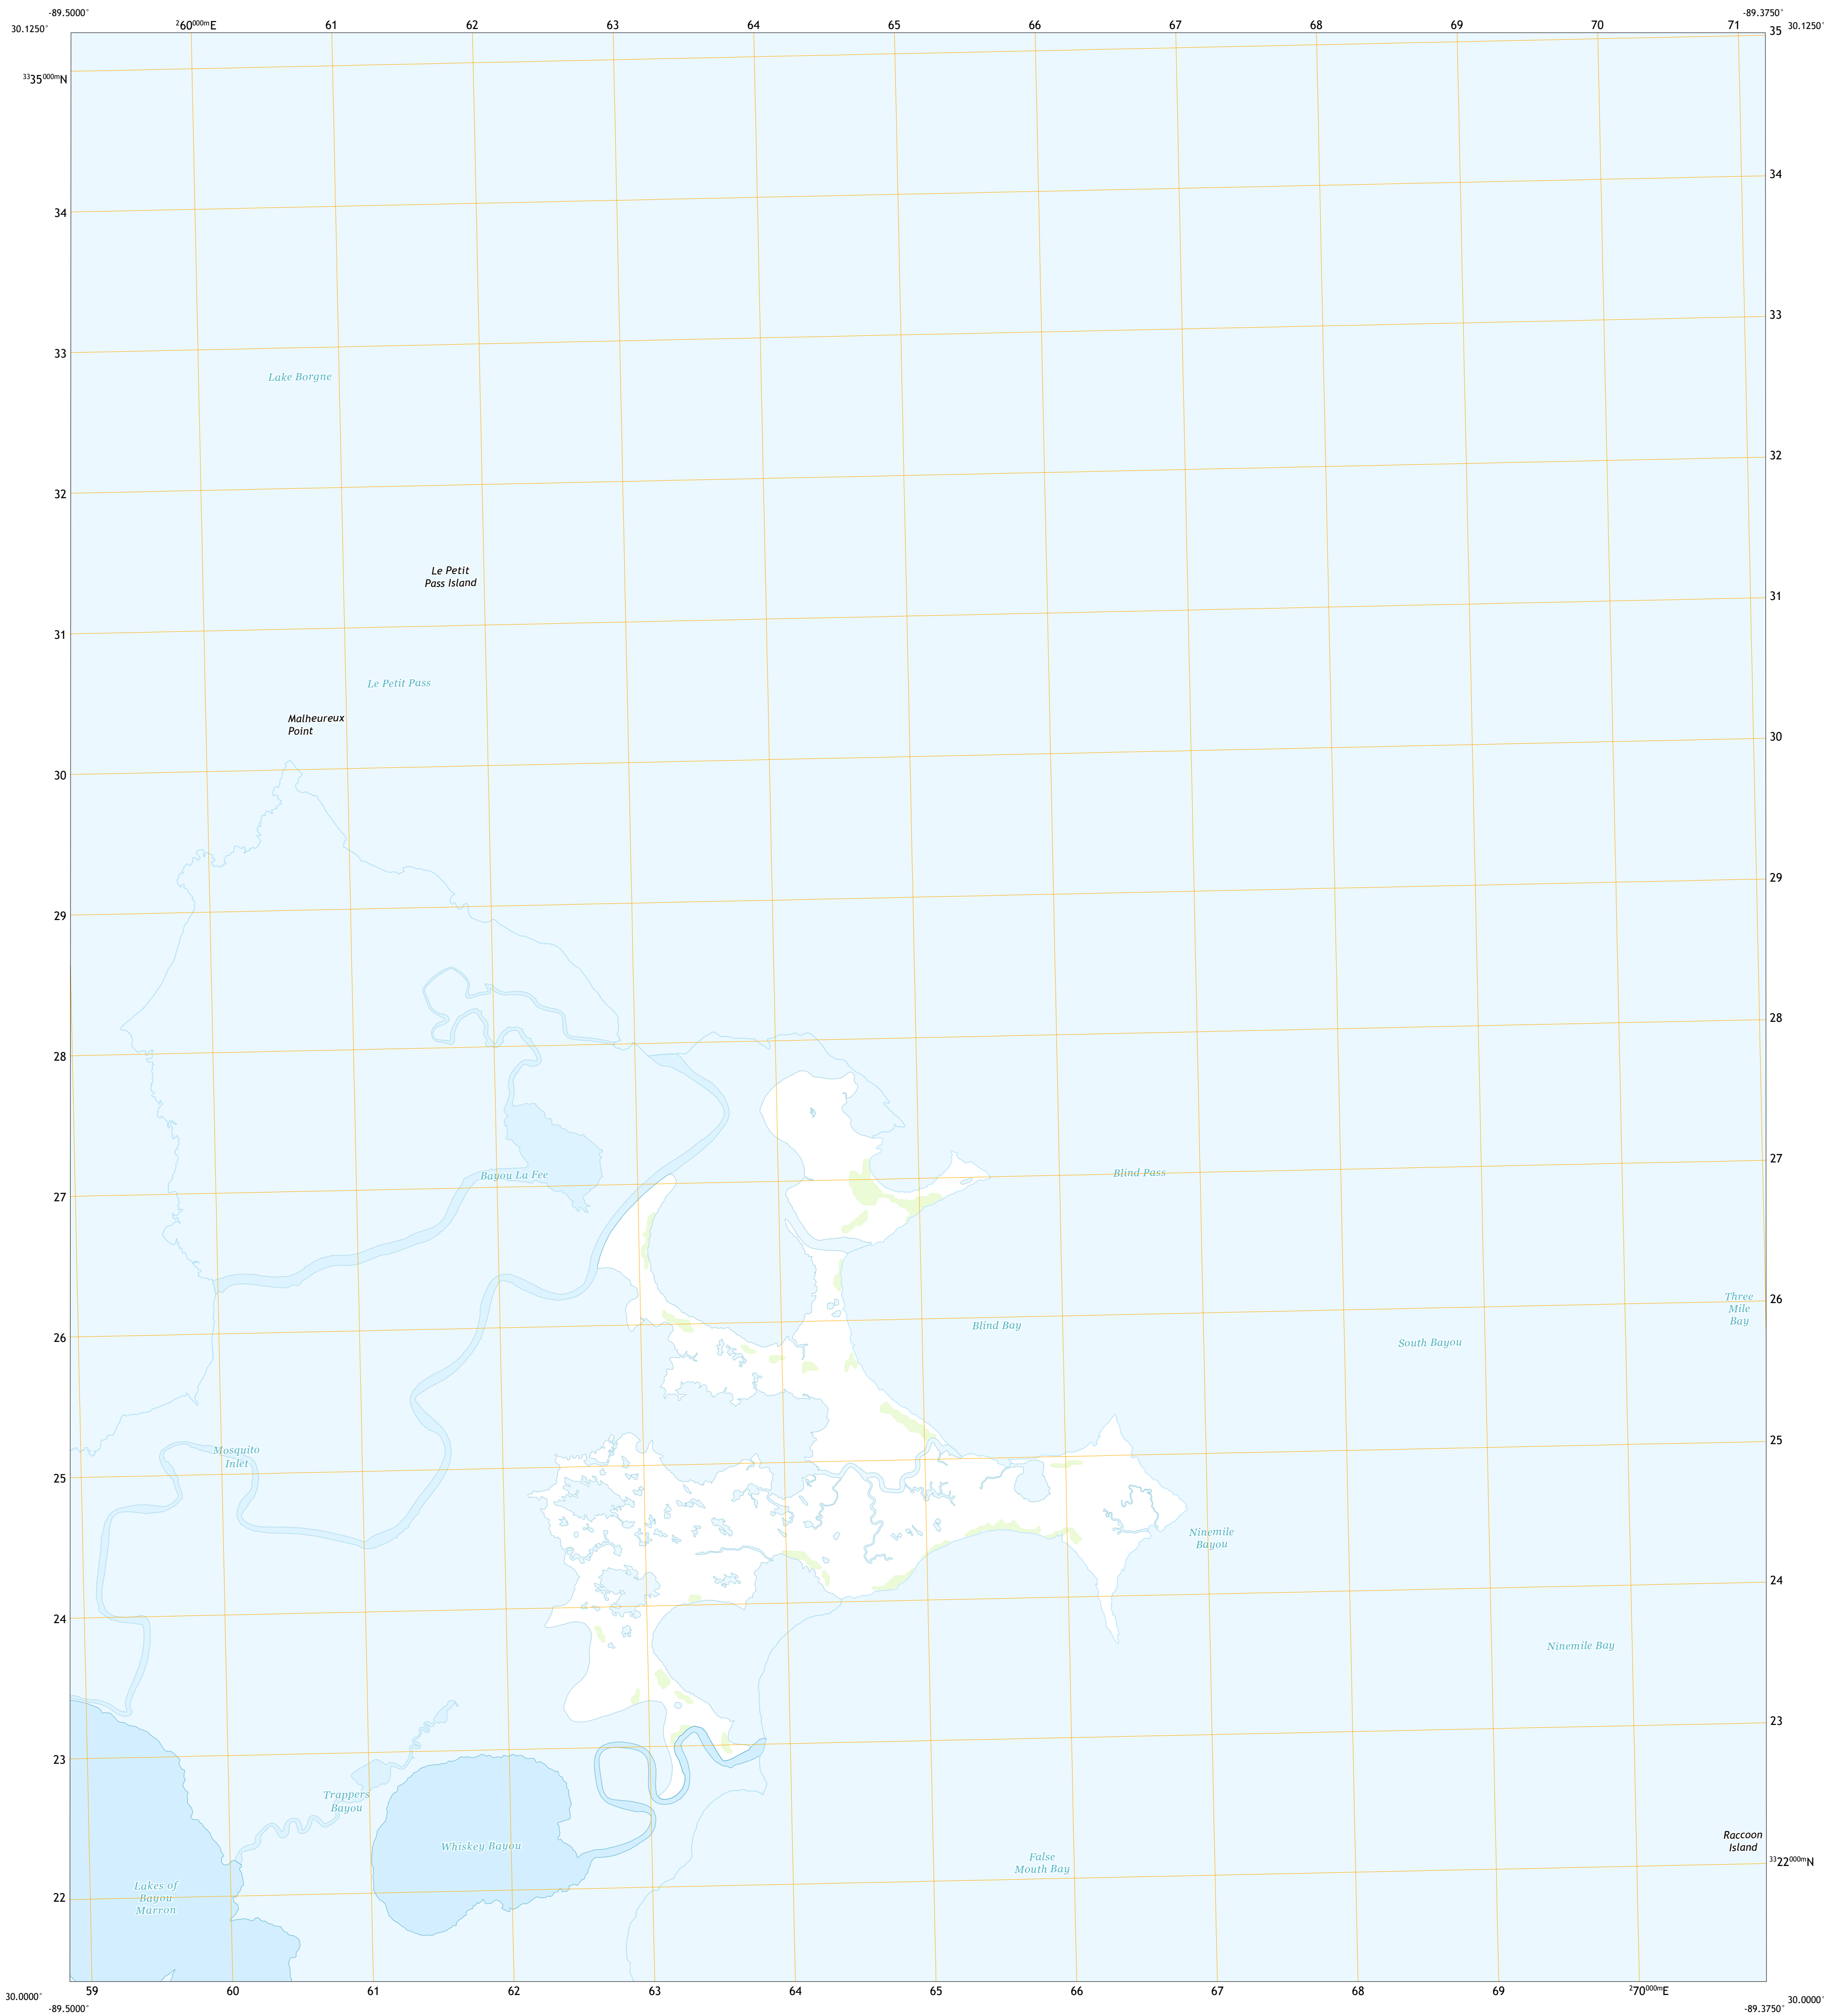 -89.5000°
-89.3750°
30.1250°
²60⁰⁰⁰ᵐE
61
62
63
64
65
66
67
68
69
70
71
35
30.1250°
³³35⁰⁰⁰ᵐN
34
34
33
33
Lake Borgne
32
32
Le Petit
Pass Island
31
31
Le Petit Pass
Malheureux
Point
30
30
29
29
28
28
Blind Pass
Bayou La Fee
27
27
Three
Mile
Bay
26
Blind Bay
26
South Bayou
Mosquito
Inlet
25
25
Ninemile
Bayou
24
24
Ninemile Bay
23
23
Trappers
Bayou
Raccoon
Island
Whiskey Bayou
False
Mouth Bay
³³22⁰⁰⁰ᵐN
Lakes of
Bayou
Marron
22
59
60
61
62
63
64
65
66
67
68
69
²70⁰⁰⁰ᵐE
30.0000°
30.0000°
-89.5000°
-89.3750°